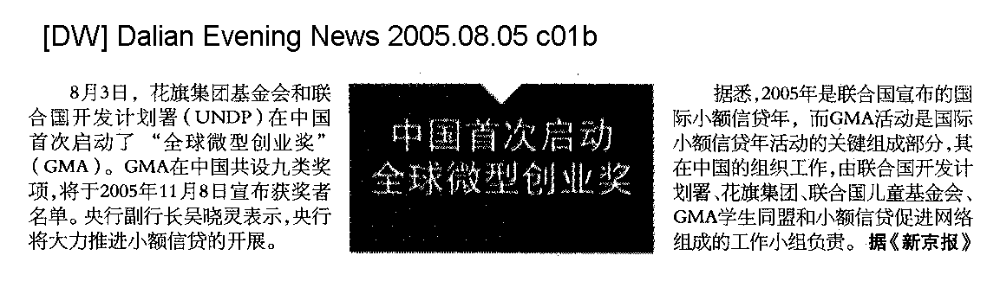 [DW] Dalian Evening News 2005.08.05 c01b
8月3日，花旗集团基金会和联
合国开发计划署(UNDP)在中国
首次启动了“全球微型创业奖”
(GMA)。GMA在中国共设九类奖
项,将于2005年11月8日宣布获奖者
名单。央行副行长吴晓灵表示,央行
将大力推进小额信贷的开展。
中国首次启动
全球微型创业奖
据悉,2005年是联合国宣布的国
际小额信贷年，而GMA活动是国际
小额信贷年活动的关键组成部分,其
在中国的组织工作,由联合国开发计
划署、花旗集团、联合国儿童基金会、
GMA学生同盟和小额信贷促进网络
组成的工作小组负责。据《新京报》